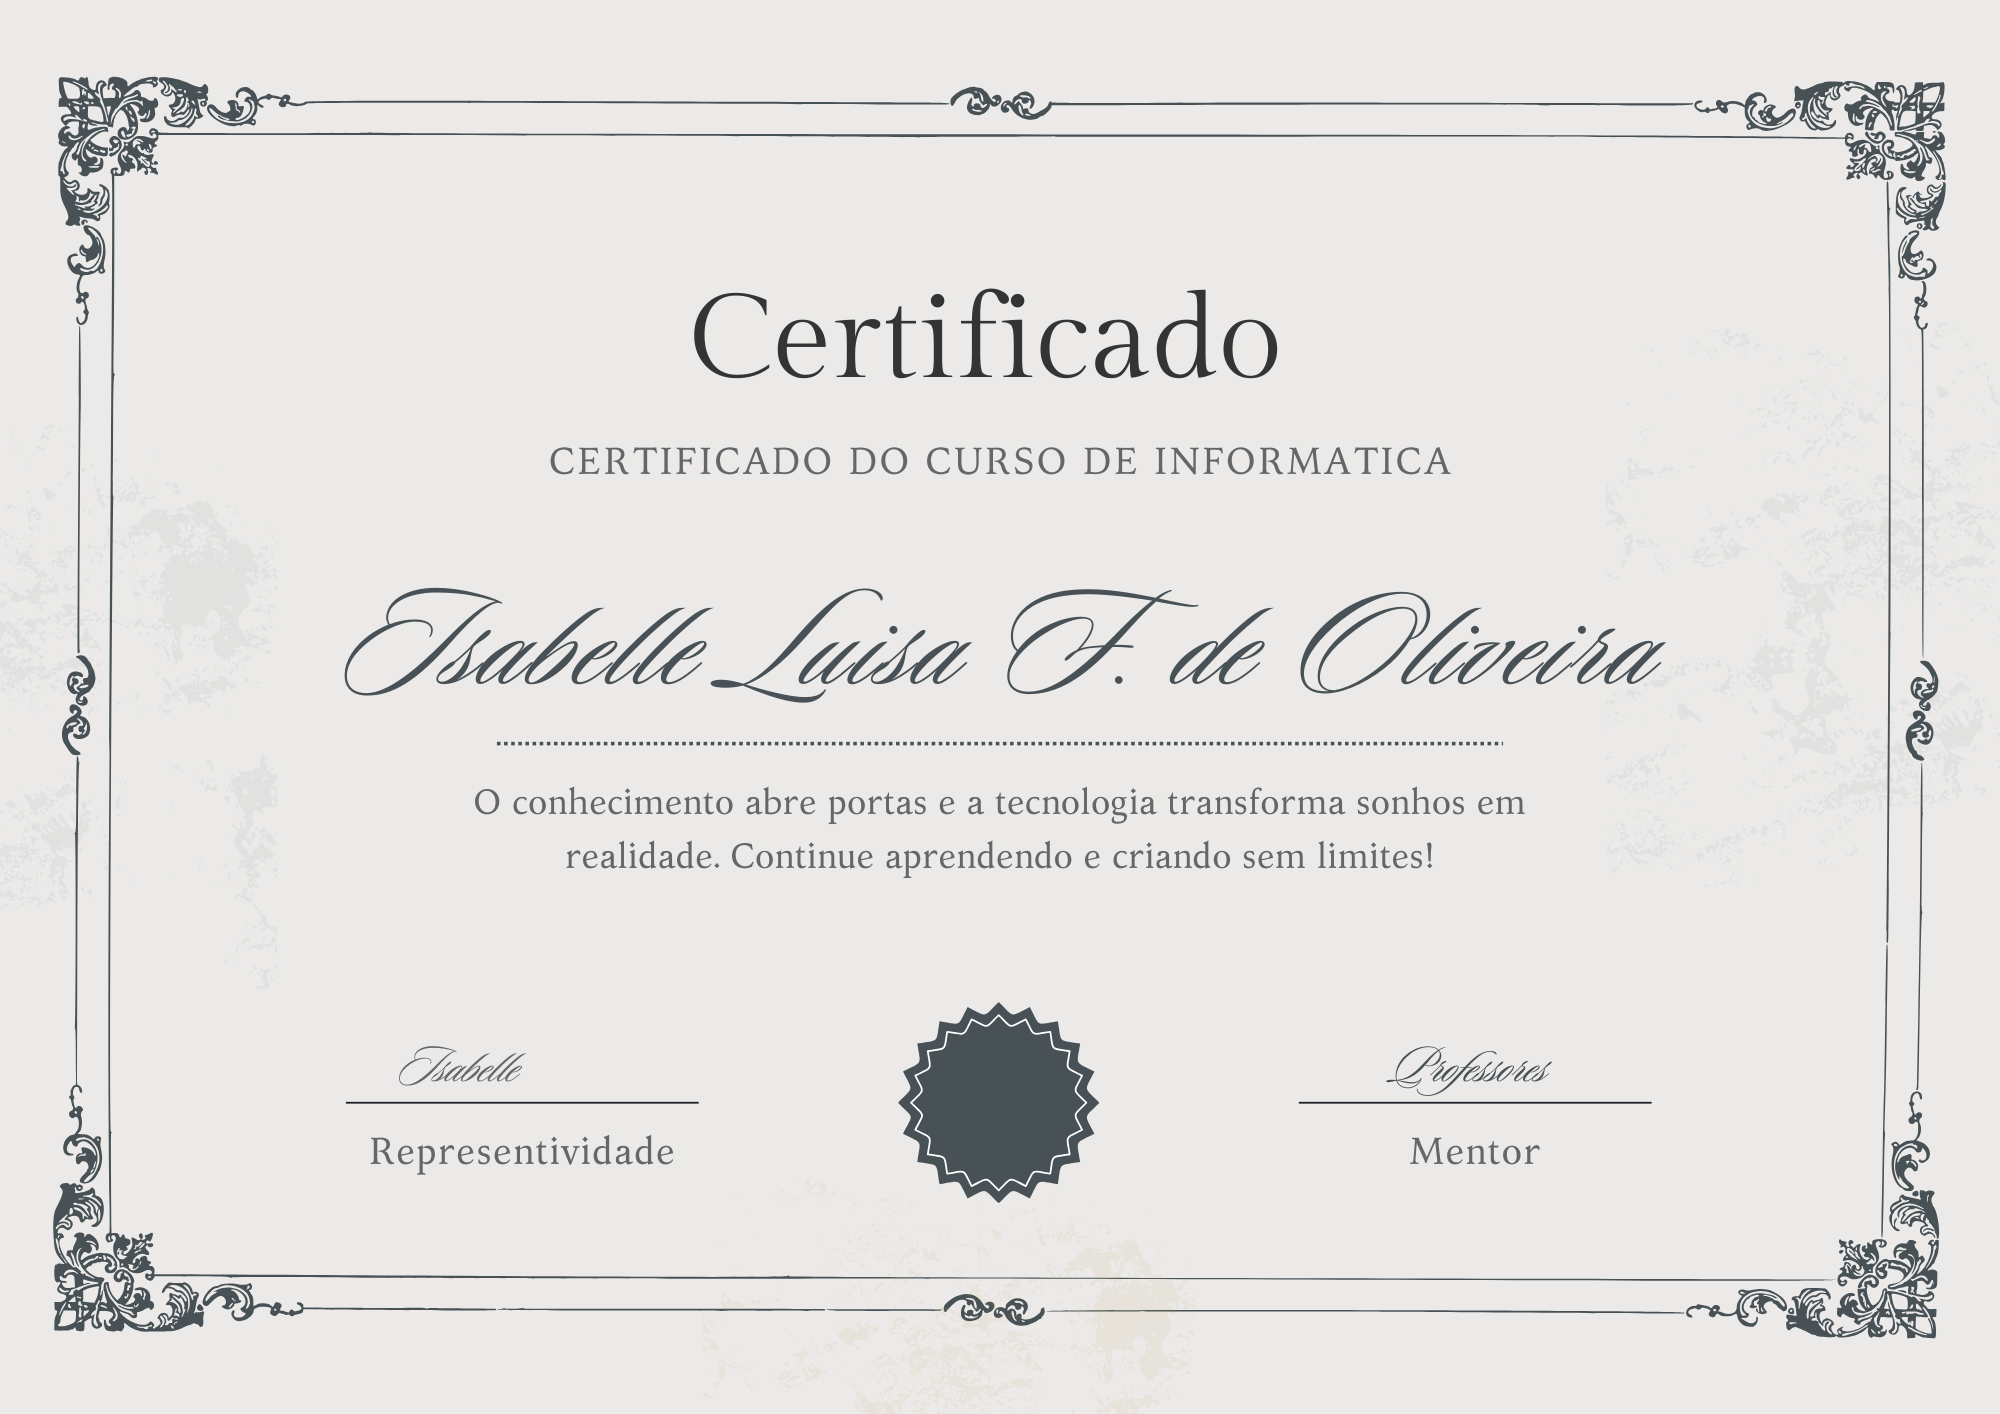 Certificado
CERTIFICADO DO CURSO DE INFORMATICA
Isabelle Luisa F. de Oliveira
O conhecimento abre portas e a tecnologia transforma sonhos em
realidade. Continue aprendendo e criando sem limites!
Isabelle
Professores
Representividade
Mentor